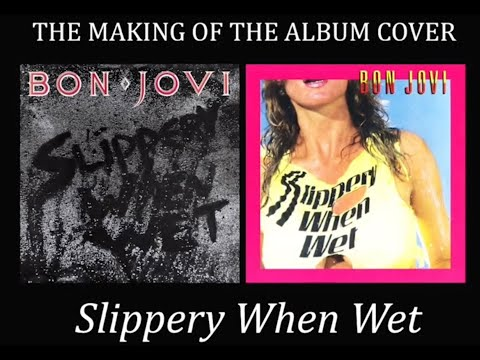 THE MAKING OF THE ALBUM COVER
BON JOVI
SLIPPERY
WHEN
WET
BON JOVI
Slippery
When
Wet
Slippery When Wet